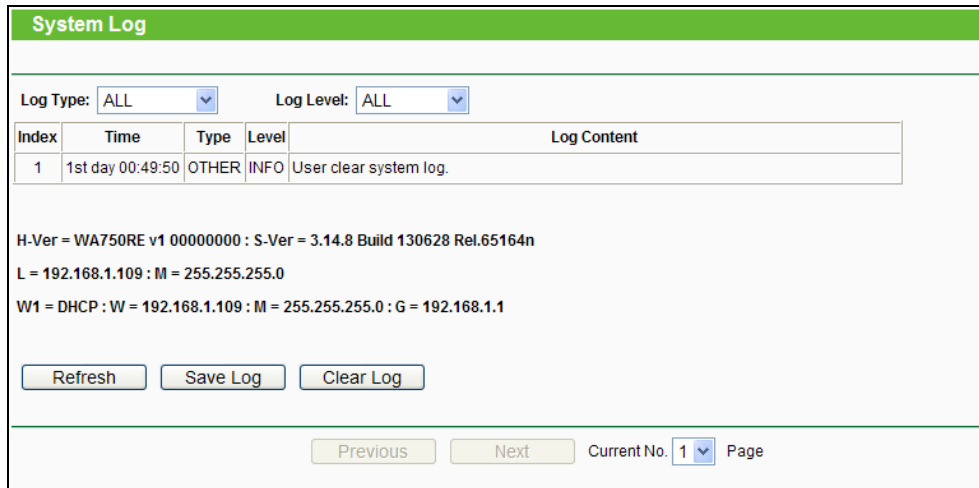 System Log
Log Type: ALL Log Level: ALL
Index Time Type Level Log Content
1 1st day 00:49:50 OTHER INFO User clear system log.
H-Ver = WA750RE v1 00000000 : S-Ver = 3.14.8 Build 130628 Rel.65164n
L = 192.168.1.109 : M = 255.255.255.0
W1 = DHCP : W = 192.168.1.109 : M = 255.255.255.0 : G = 192.168.1.1
Refresh Save Log Clear Log
Previous Next Current No. 1 Page